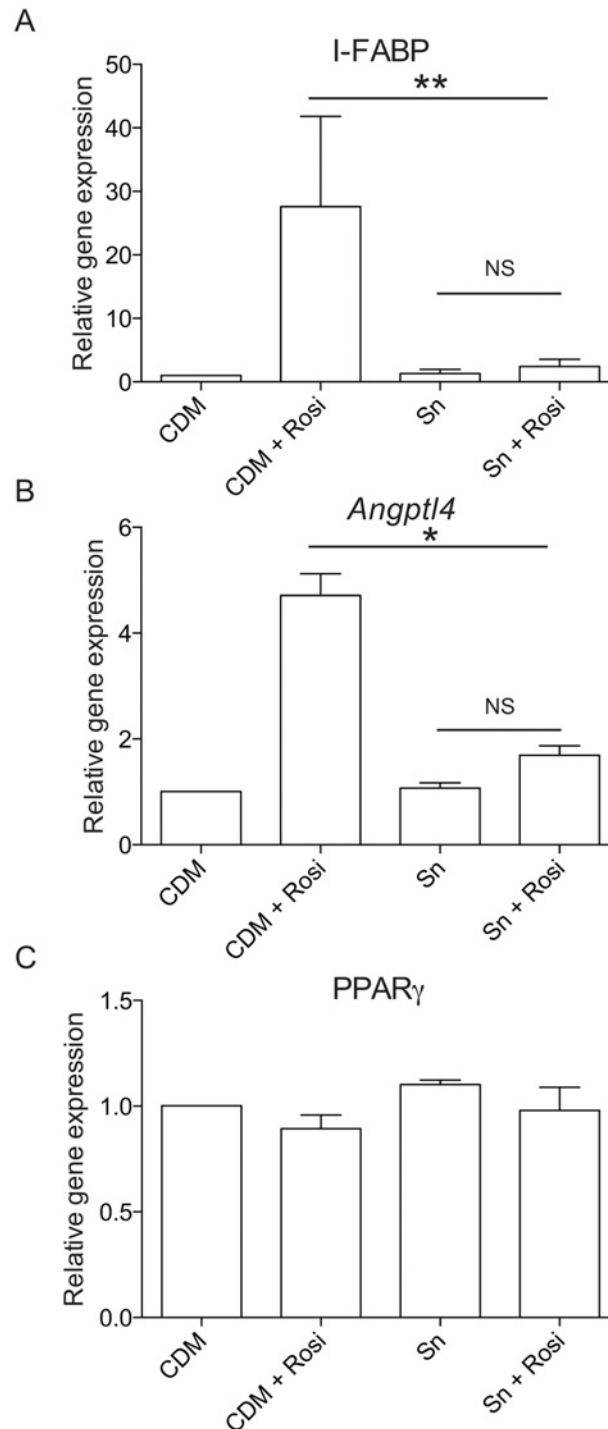 A
I-FABP
Relative gene expression
50
40
30
20
10
0
**
NS
CDM
CDM + Rosi
Sn
Sn + Rosi
B
Angptl4
Relative gene expression
6
4
2
0
*
NS
CDM
CDM + Rosi
Sn
Sn + Rosi
C
PPARγ
Relative gene expression
1.5
1.0
0.5
0.0
CDM
CDM + Rosi
Sn
Sn + Rosi